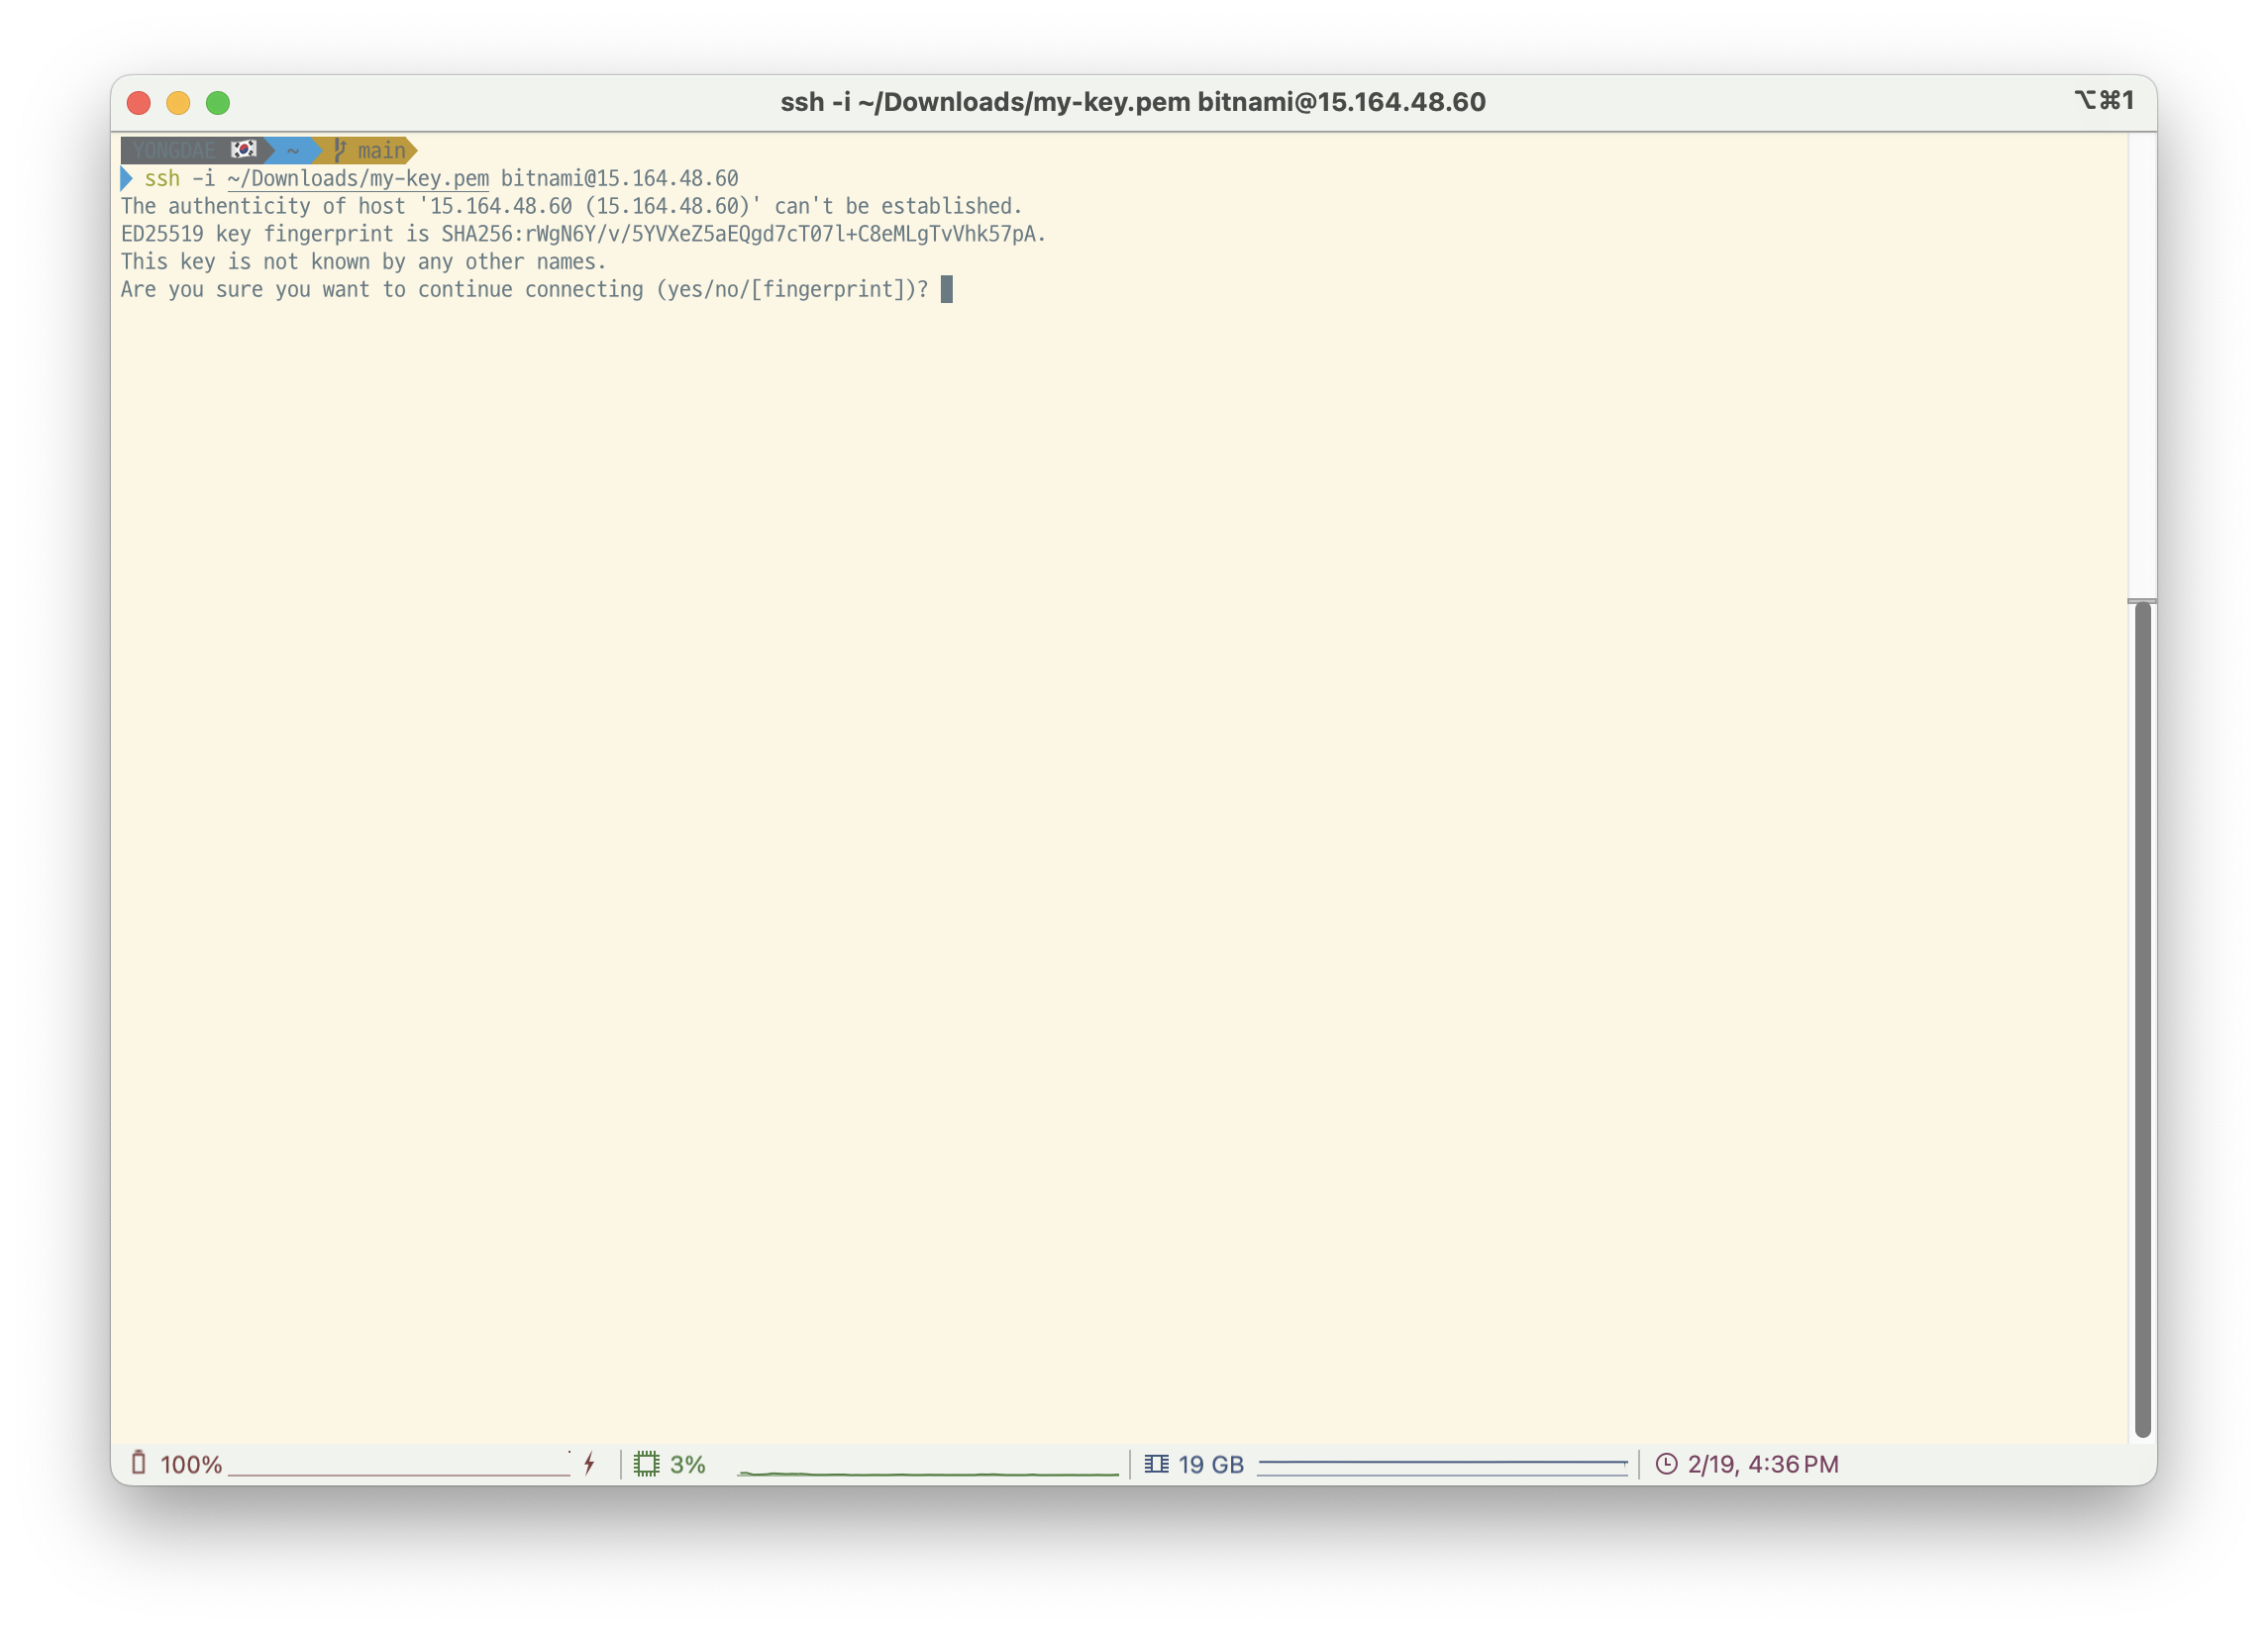 ssh -i ~/Downloads/my-key.pem bitnami@15.164.48.60
⌥⌘1
YONGDAE 🇰🇷 ~ main
ssh -i ~/Downloads/my-key.pem bitnami@15.164.48.60
The authenticity of host '15.164.48.60 (15.164.48.60)' can't be established.
ED25519 key fingerprint is SHA256:rWgN6Y/v/5YVXeZ5aEQgd7cT07l+C8eMLgTvVhk57pA.
This key is not known by any other names.
Are you sure you want to continue connecting (yes/no/[fingerprint])?
100% 3% 19 GB 2/19, 4:36 PM